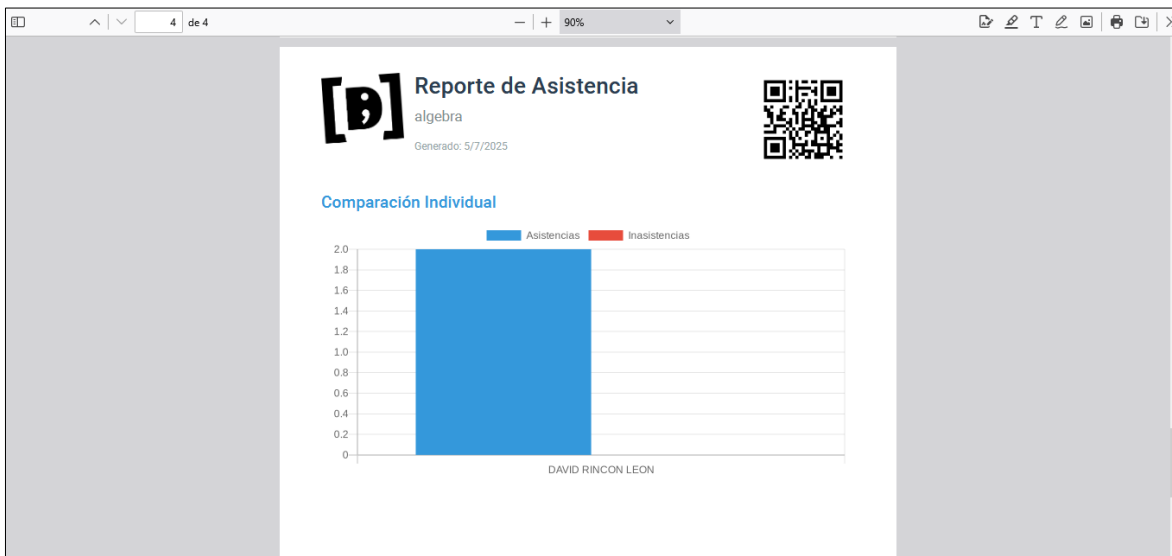 4 de 4
90%
[D;]
Reporte de Asistencia
algebra
Generado: 5/7/2025
Comparación Individual
Asistencias Inasistencias
2.0
1.8
1.6
1.4
1.2
1.0
0.8
0.6
0.4
0.2
0
DAVID RINCON LEON